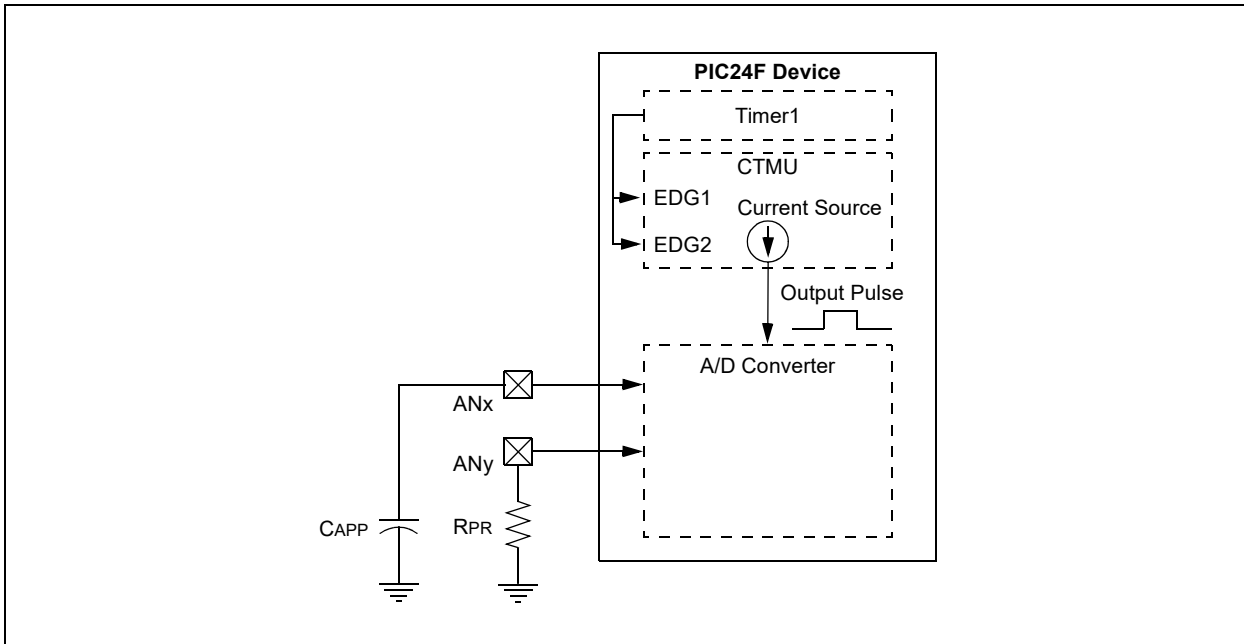 PIC24F Device
Timer1
CTMU
EDG1
Current Source
EDG2
Output Pulse
A/D Converter
ANx
ANy
CAPP
RPR